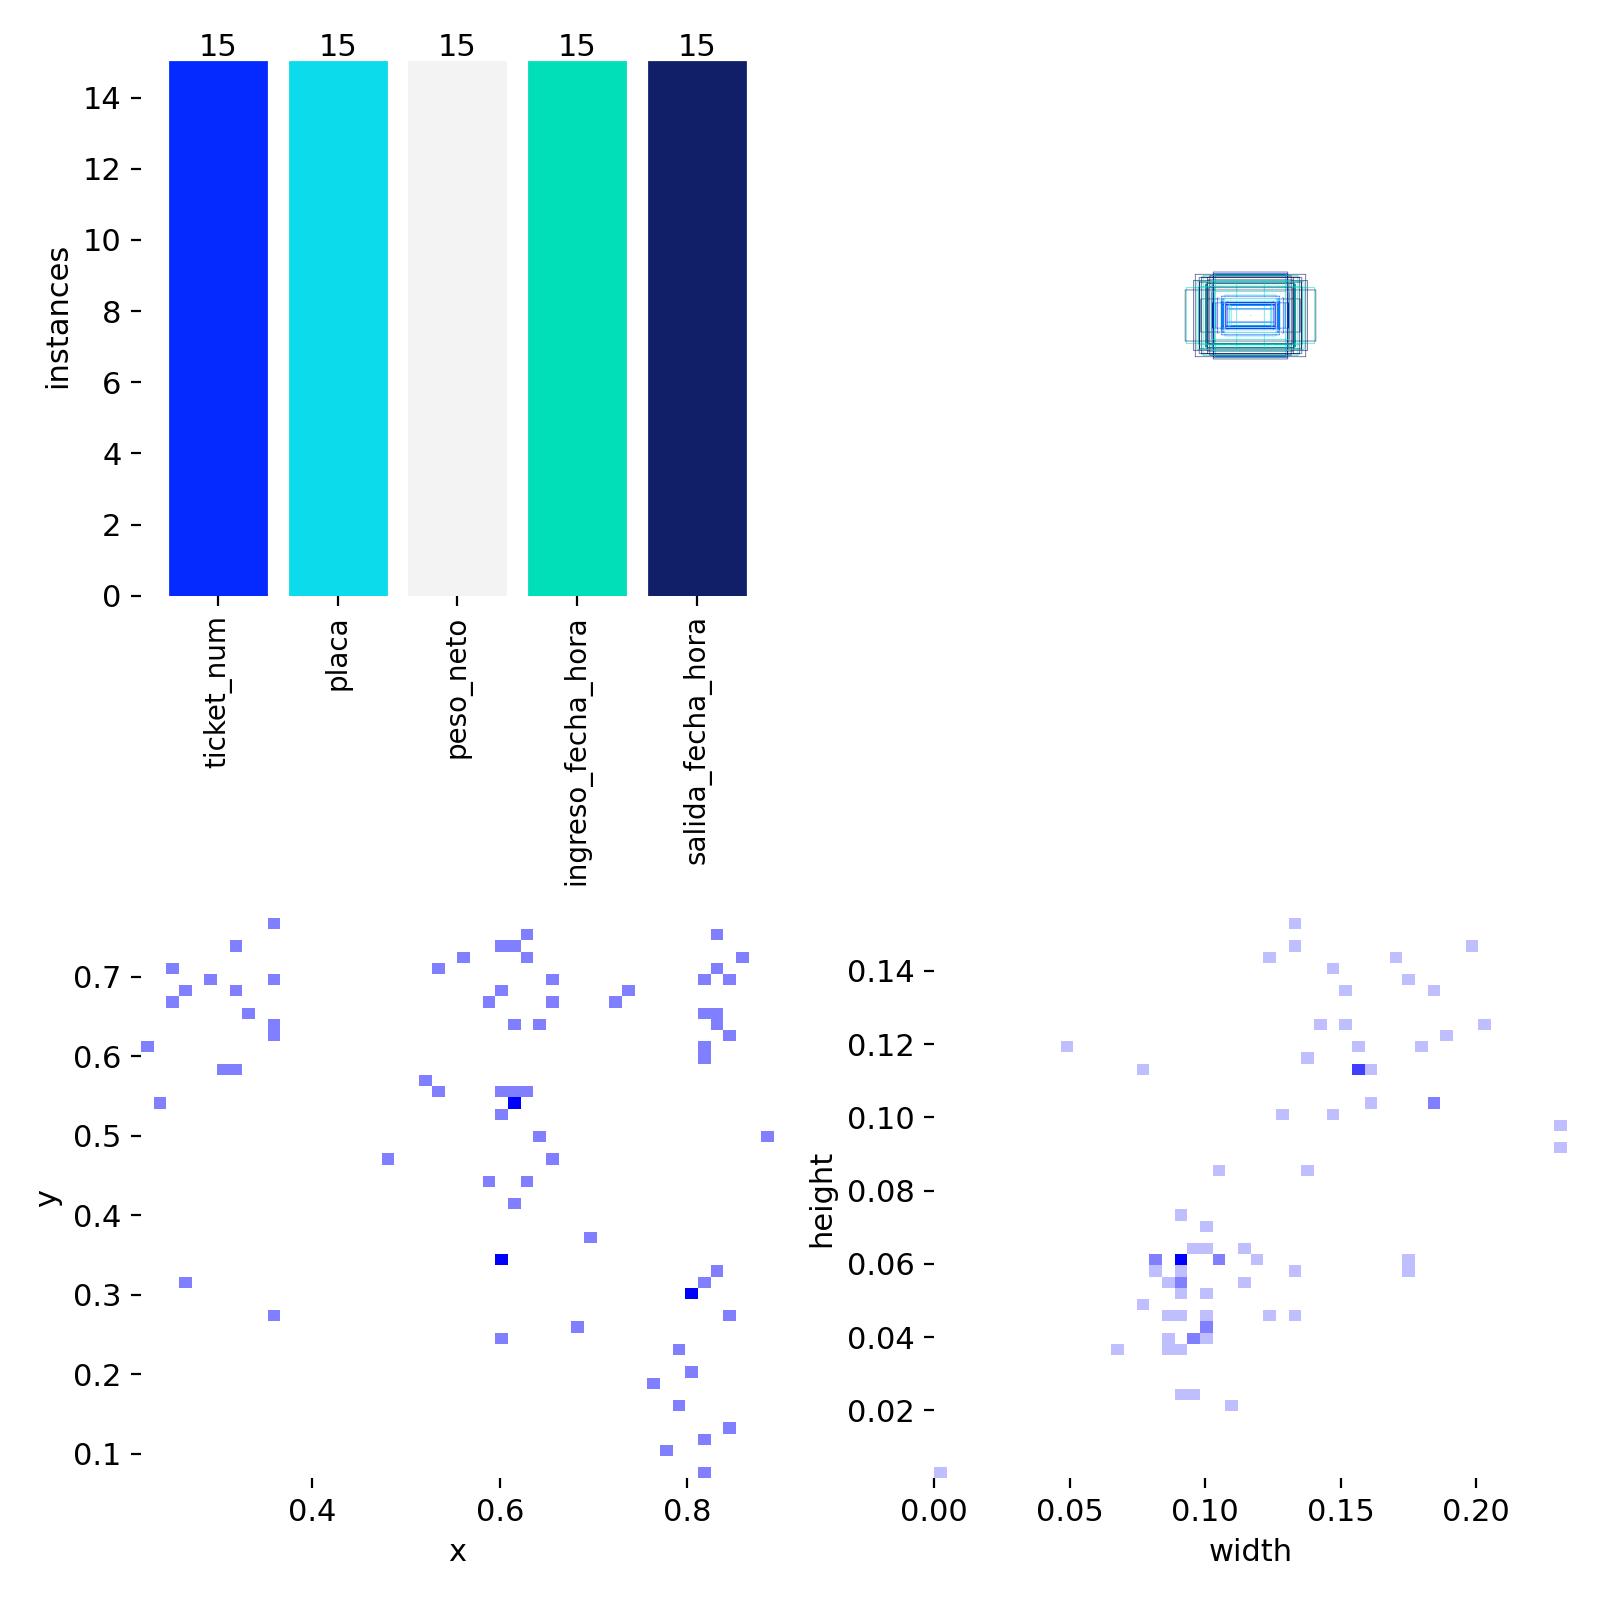 15 15 15 15 15
14
12
10
8
6
4
2
0
instances
ticket_num
placa
peso_neto
ingreso_fecha_hora
salida_fecha_hora
0.7
0.6
0.5
0.4
0.3
0.2
0.1
y
0.4 0.6 0.8
x
0.14
0.12
0.10
0.08
0.06
0.04
0.02
height
0.00 0.05 0.10 0.15 0.20
width